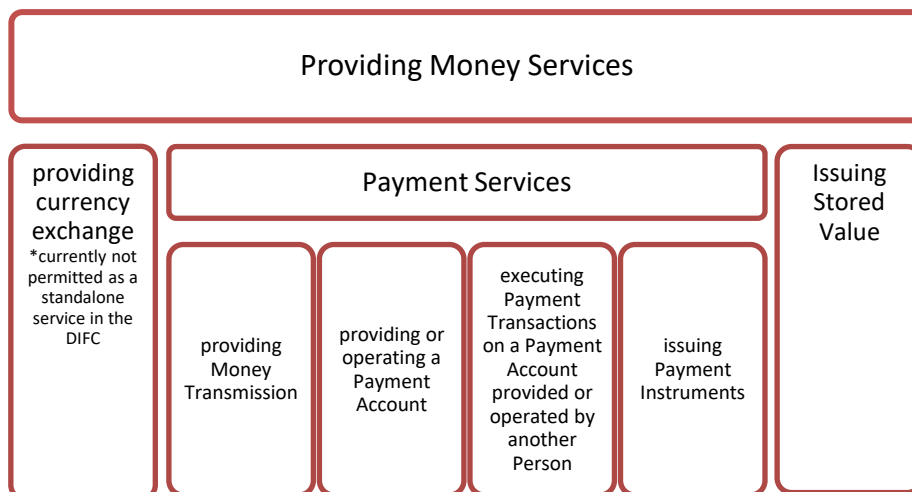 Providing Money Services
providing
currency
exchange
*currently not
permitted as a
standalone
service in the
DIFC
Payment Services
Issuing
Stored
Value
providing
Money
Transmission
providing or
operating a
Payment
Account
executing
Payment
Transactions
on a Payment
Account
provided or
operated by
another
Person
issuing
Payment
Instruments